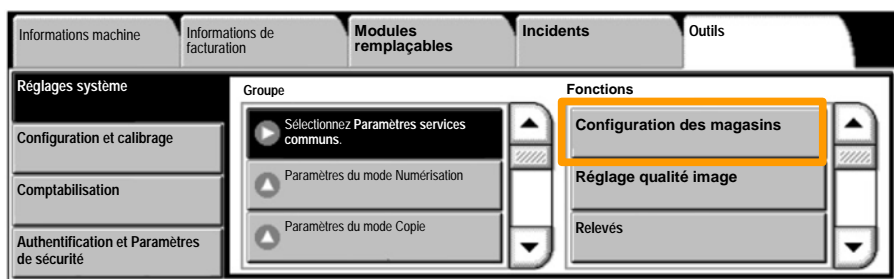 Informations machine
Informations de
facturation
Modules
remplaçables
Incidents
Outils
Réglages système
Configuration et calibrage
Comptabilisation
Authentification et Paramètres
de sécurité
Groupe
Sélectionnez Paramètres services
communs.
Paramètres du mode Numérisation
Paramètres du mode Copie
Fonctions
Configuration des magasins
Réglage qualité image
Relevés